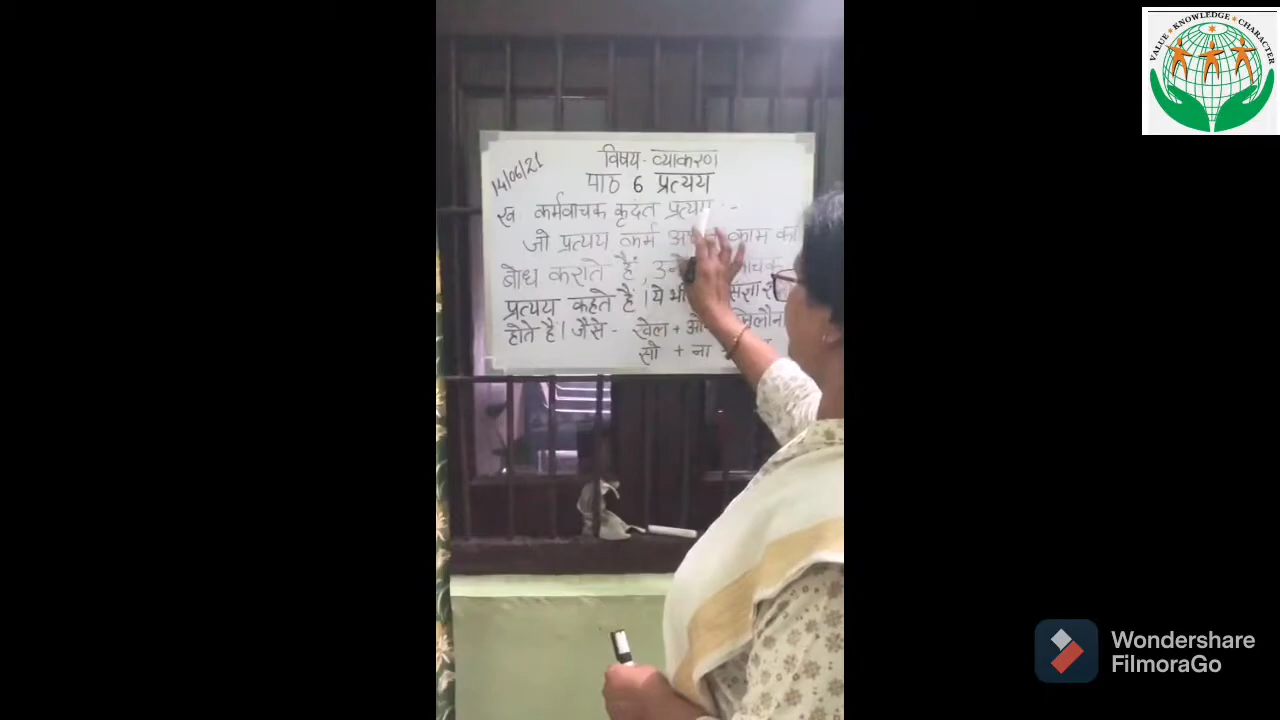 VALUE ★ KNOWLEDGE ★ CHARACTER
14/06/21
विषय - व्याकरण
पाठ 6 प्रत्यय
ख कर्मवाचक कृदंत प्रत्यय :-
जो प्रत्यय कर्म काम का
बोध कराते हैं,
प्रत्यय कहते हैं। ये भी संज्ञा
होते हैं। जैसे - खेल +
सो + ना
Wondershare
FilmoraGo